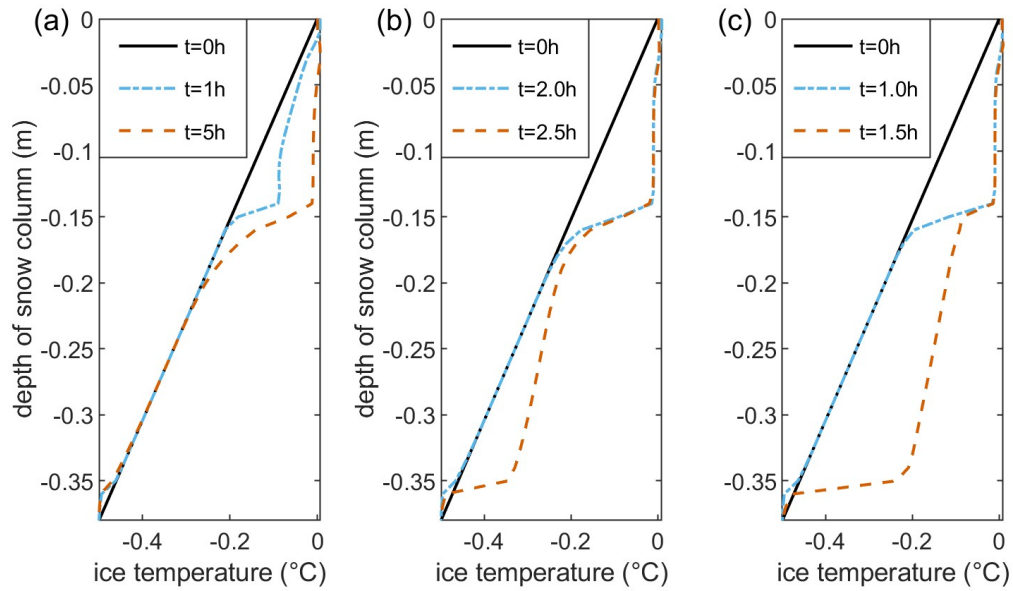 (a)
t=0h
t=1h
t=5h
0
-0.05
-0.1
-0.15
-0.2
-0.25
-0.3
-0.35
-0.4
-0.2
0
depth of snow column (m)
ice temperature (°C)
(b)
t=0h
t=2.0h
t=2.5h
0
-0.05
-0.1
-0.15
-0.2
-0.25
-0.3
-0.35
-0.4
-0.2
0
depth of snow column (m)
ice temperature (°C)
(c)
t=0h
t=1.0h
t=1.5h
0
-0.05
-0.1
-0.15
-0.2
-0.25
-0.3
-0.35
-0.4
-0.2
0
ice temperature (°C)